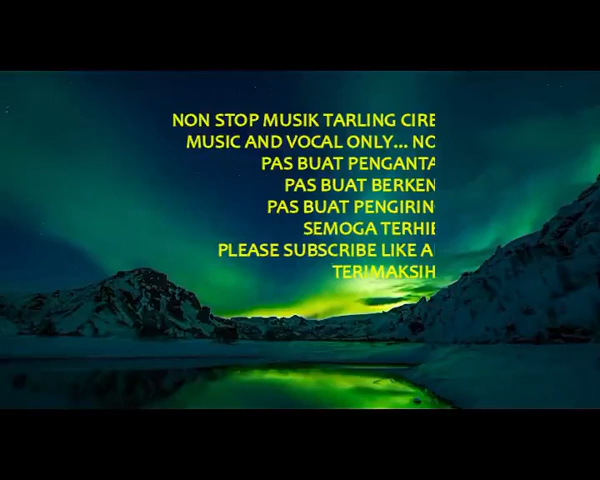 NON STOP MUSIK TARLING CIRE
MUSIC AND VOCAL ONLY... NO
PAS BUAT PENGANTA
PAS BUAT BERKEN
PAS BUAT PENGIRIN
SEMOGA TERHIB
PLEASE SUBSCRIBE LIKE A
TERIMAKSIH